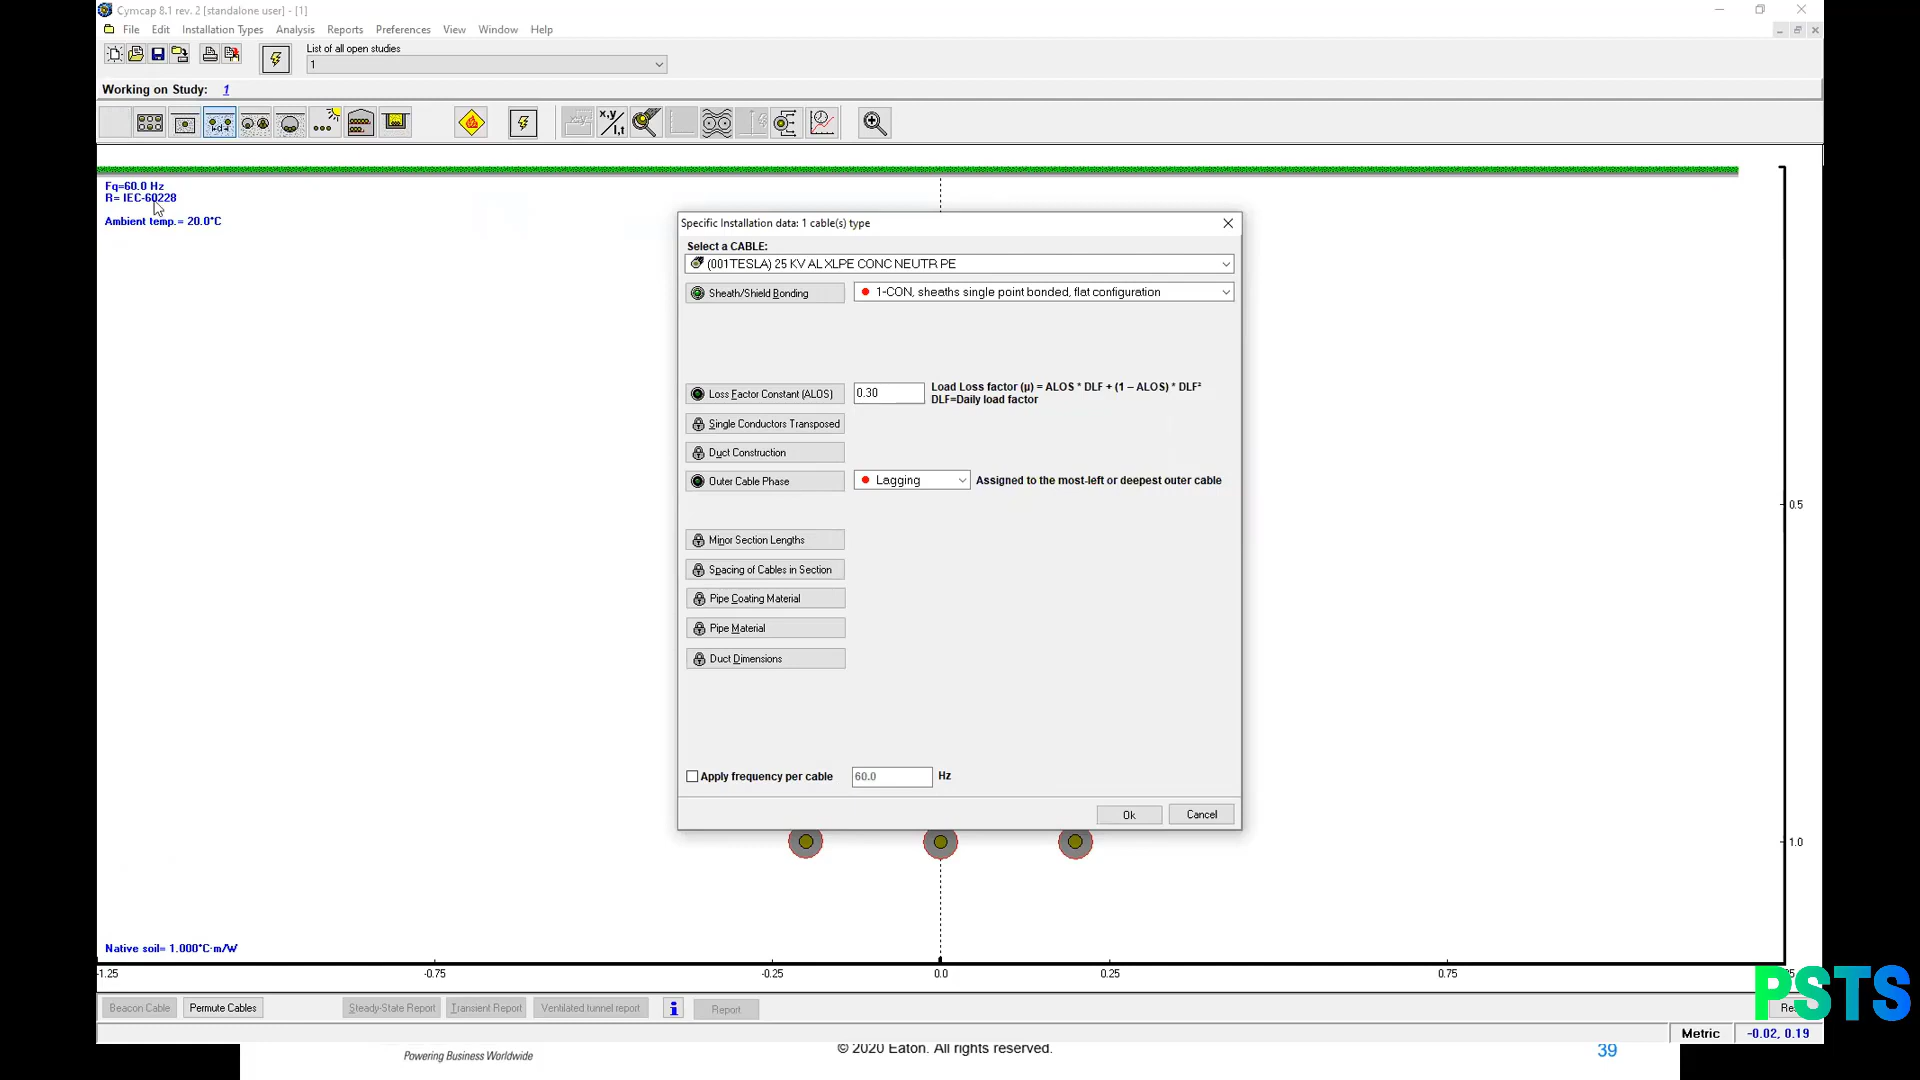 Cymcap 8.1 rev. 2 [standalone user] - [1]
File Edit Installation Types Analysis Reports Preferences View Window Help
List of all open studies
1
Working on Study: 1
x,y
/I,t
Fq=60.0 Hz
R= IEC-60228
Ambient temp.= 20.0°C
Specific Installation data: 1 cable(s) type
Select a CABLE:
(001TESLA) 25 KV AL XLPE CONC NEUTR PE
Sheath/Shield Bonding
1-CON, sheaths single point bonded, flat configuration
Loss Factor Constant (ALOS)
0.30
Load Loss factor (µ) = ALOS * DLF + (1 – ALOS) * DLF²
DLF=Daily load factor
Single Conductors Transposed
Duct Construction
Outer Cable Phase
Lagging
Assigned to the most-left or deepest outer cable
Minor Section Lengths
Spacing of Cables in Section
Pipe Coating Material
Pipe Material
Duct Dimensions
Apply frequency per cable
60.0
Hz
Ok
Cancel
0.5
1.0
Native soil= 1.000°C·m/W
-1.25 -0.75 -0.25 0.0 0.25 0.75
PSTS
Beacon Cable Permute Cables Steady-State Report Transient Report Ventilated tunnel report Report
Metric -0.02, 0.19
Powering Business Worldwide
© 2020 Eaton. All rights reserved.
39